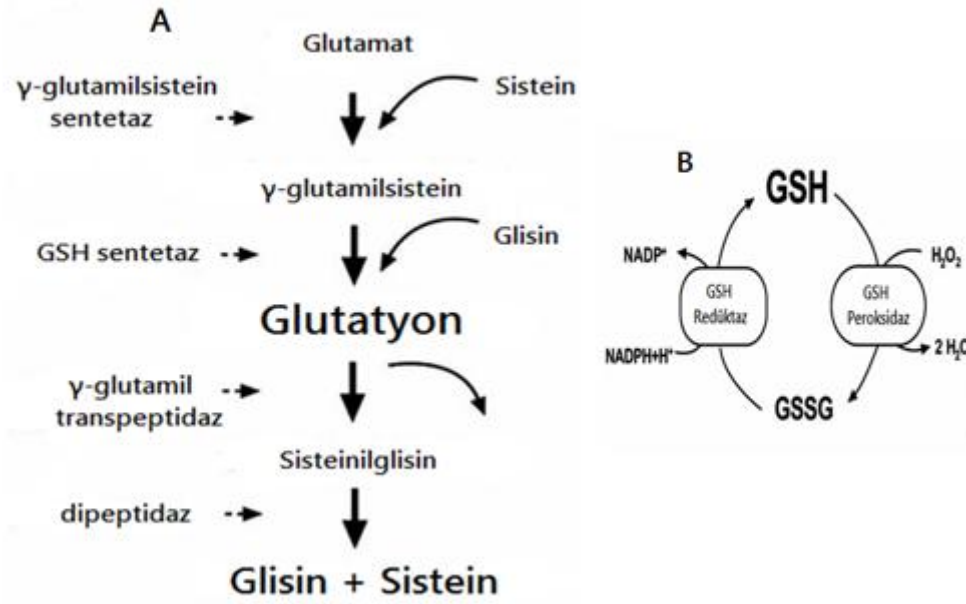 A
Glutamat
γ-glutamilsistein
sentetaz
Sistein
γ-glutamilsistein
GSH sentetaz
Glisin
Glutatyon
γ-glutamil
transpeptidaz
Sisteinilglisin
dipeptidaz
Glisin + Sistein
B
GSH
NADP⁺
H₂O₂
GSH
Redüktaz
GSH
Peroksidaz
NADPH+H⁺
2 H₂O
GSSG